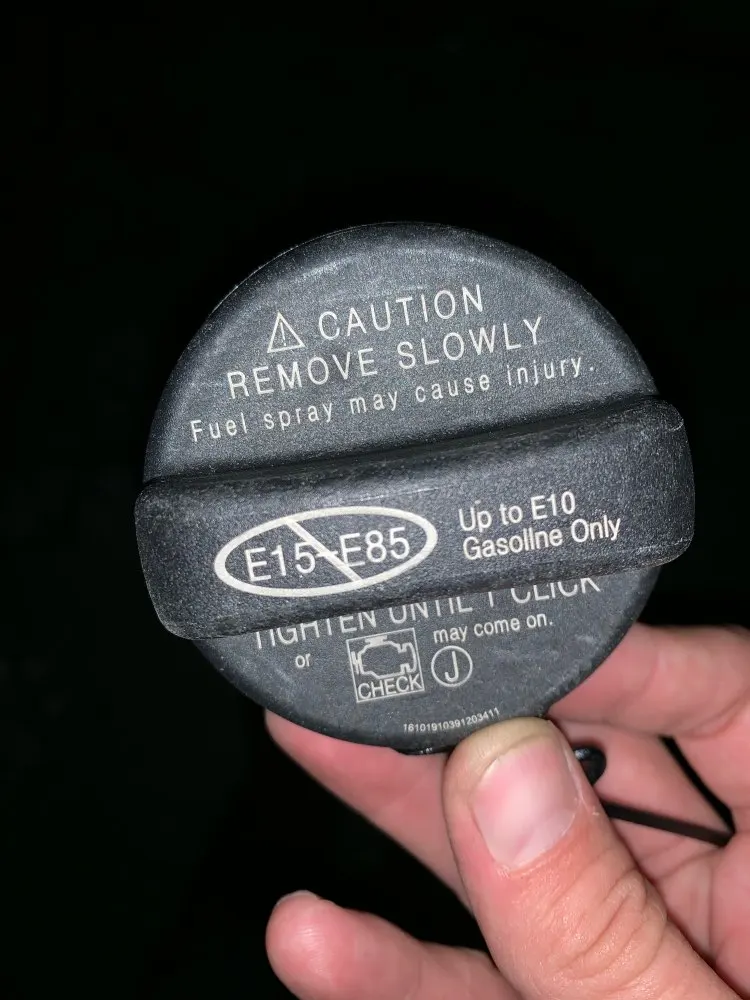 CAUTION
REMOVE SLOWLY
Fuel spray may cause injury.
E15-E85
Up to E10
Gasoline Only
TIGHTEN UNTIL 1 CLICK
or
CHECK
may come on.
J
16101910391203411